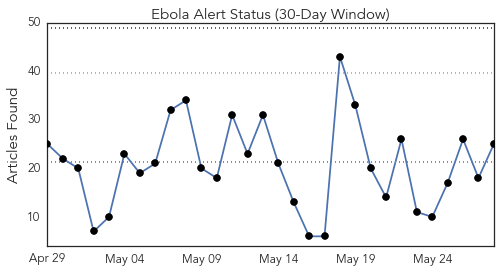 Ebola Alert Status (30-Day Window)
Articles Found
50
40
30
20
10
Apr 29 May 04 May 09 May 14 May 19 May 24